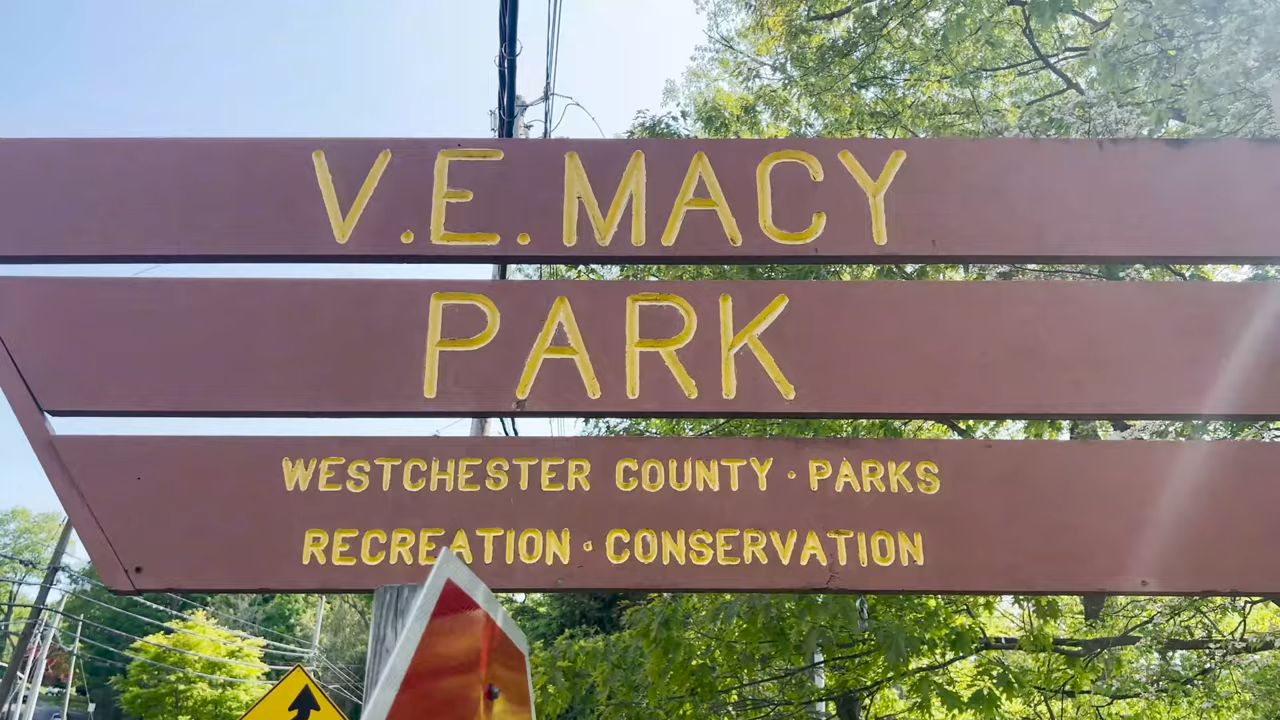 V.E. MACY
PARK
WESTCHESTER COUNTY · PARKS
RECREATION · CONSERVATION